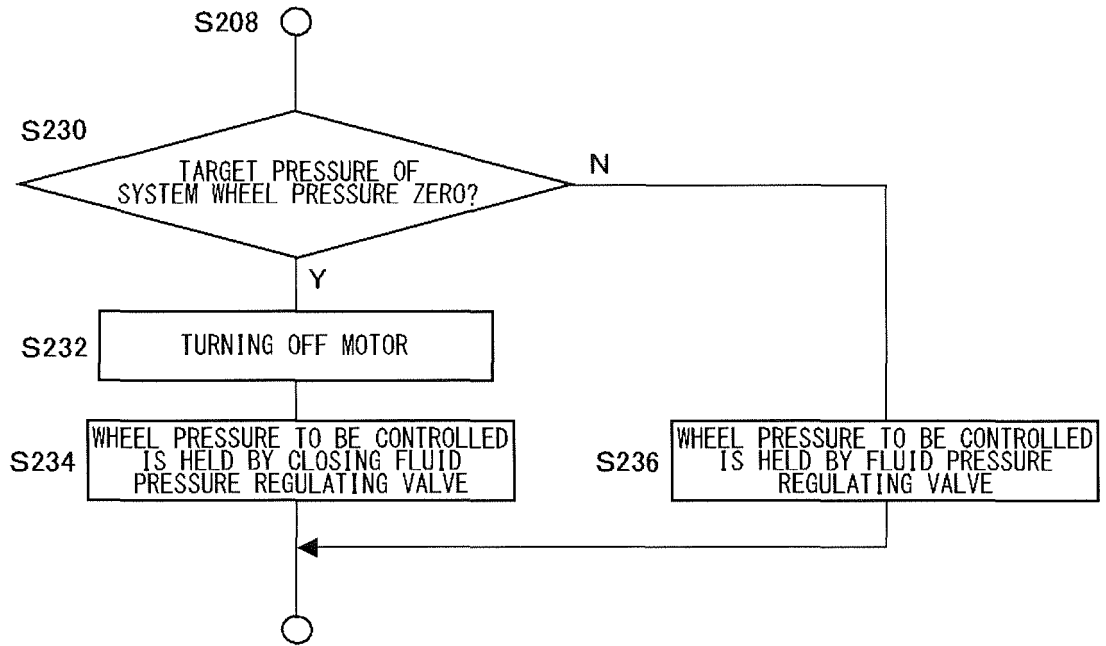 S208
S230
TARGET PRESSURE OF
SYSTEM WHEEL PRESSURE ZERO?
N
Y
S232
TURNING OFF MOTOR
S234
WHEEL PRESSURE TO BE CONTROLLED
IS HELD BY CLOSING FLUID
PRESSURE REGULATING VALVE
S236
WHEEL PRESSURE TO BE CONTROLLED
IS HELD BY FLUID PRESSURE
REGULATING VALVE